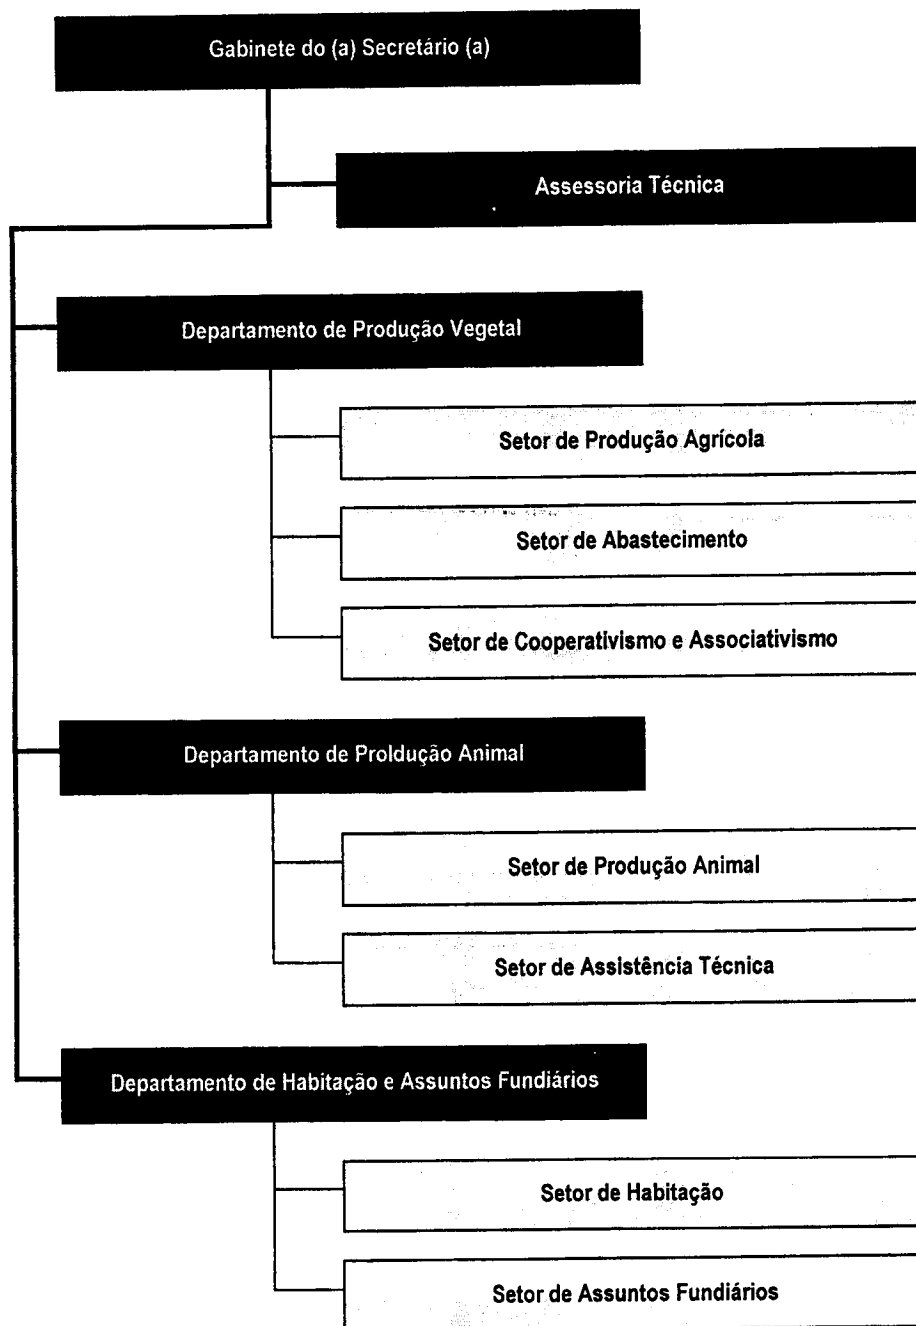 Gabinete do (a) Secretário (a)
Assessoria Técnica
Departamento de Produção Vegetal
Setor de Produção Agrícola
Setor de Abastecimento
Setor de Cooperativismo e Associativismo
Departamento de Proldução Animal
Setor de Produção Animal
Setor de Assistência Técnica
Departamento de Habitação e Assuntos Fundiários
Setor de Habitação
Setor de Assuntos Fundiários